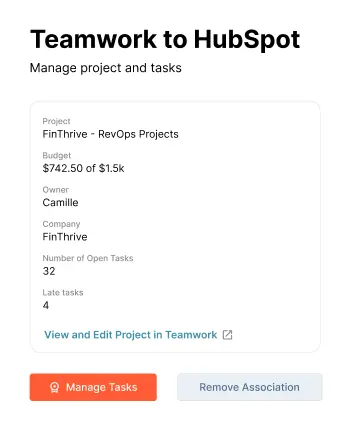 Teamwork to HubSpot
Manage project and tasks
Project
FinThrive - RevOps Projects
Budget
$742.50 of $1.5k
Owner
Camille
Company
FinThrive
Number of Open Tasks
32
Late tasks
4
View and Edit Project in Teamwork
Manage Tasks
Remove Association